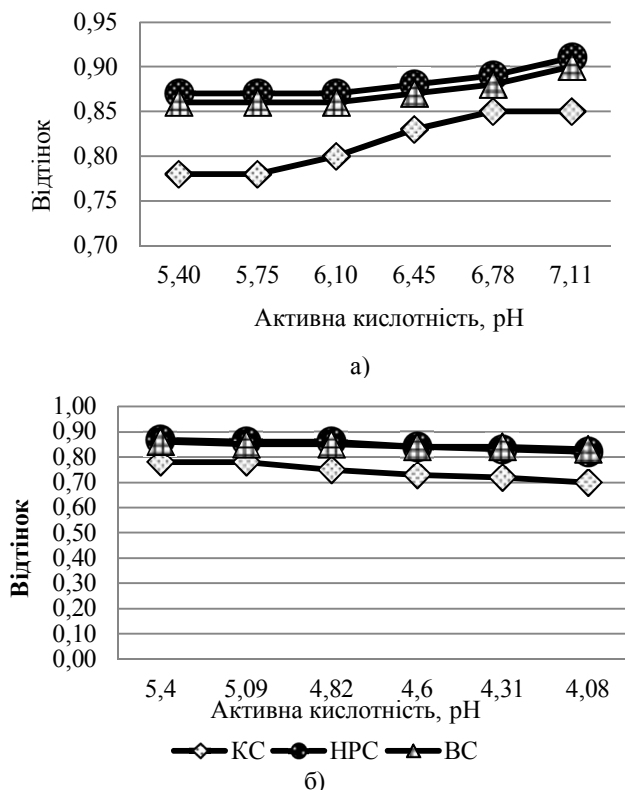 0,95
0,90
0,85
0,80
0,75
0,70
Відтінок
5,40 5,75 6,10 6,45 6,78 7,11
Активна кислотність, рН
а)
1,00
0,90
0,80
0,70
0,60
0,50
0,40
0,30
0,20
0,10
0,00
Відтінок
5,4 5,09 4,82 4,6 4,31 4,08
Активна кислотність, рН
КС НРС ВС
б)